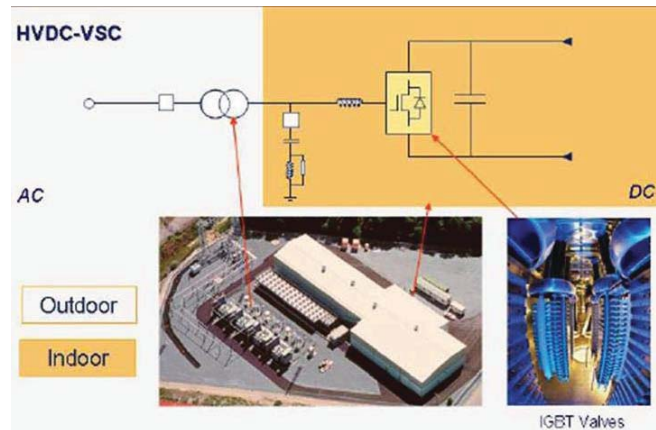 HVDC-VSC
AC
DC
Outdoor
Indoor
IGBT Valves